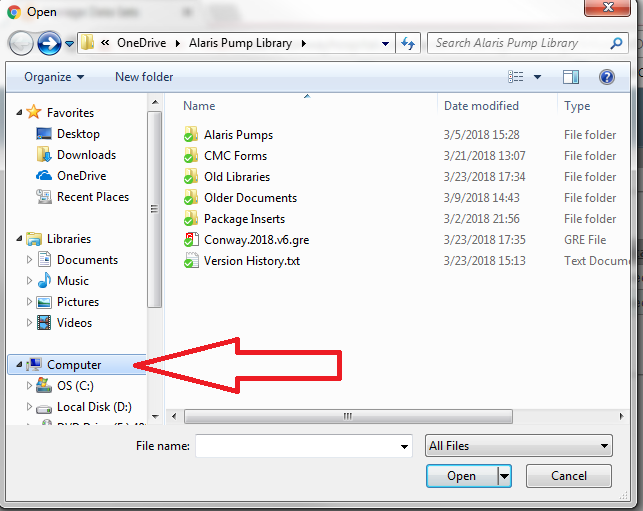 Open
« OneDrive Alaris Pump Library
Search Alaris Pump Library
Organize New folder
Name Date modified Type
Favorites
Desktop
Downloads
OneDrive
Recent Places
Libraries
Documents
Music
Pictures
Videos
Computer
OS (C:)
Local Disk (D:)
Alaris Pumps 3/5/2018 15:28 File folder
CMC Forms 3/21/2018 13:07 File folder
Old Libraries 3/23/2018 17:34 File folder
Older Documents 3/9/2018 14:43 File folder
Package Inserts 3/2/2018 21:56 File folder
Conway.2018.v6.gre 3/23/2018 17:35 GRE File
Version History.txt 3/23/2018 15:13 Text Docume
File name: All Files
Open Cancel